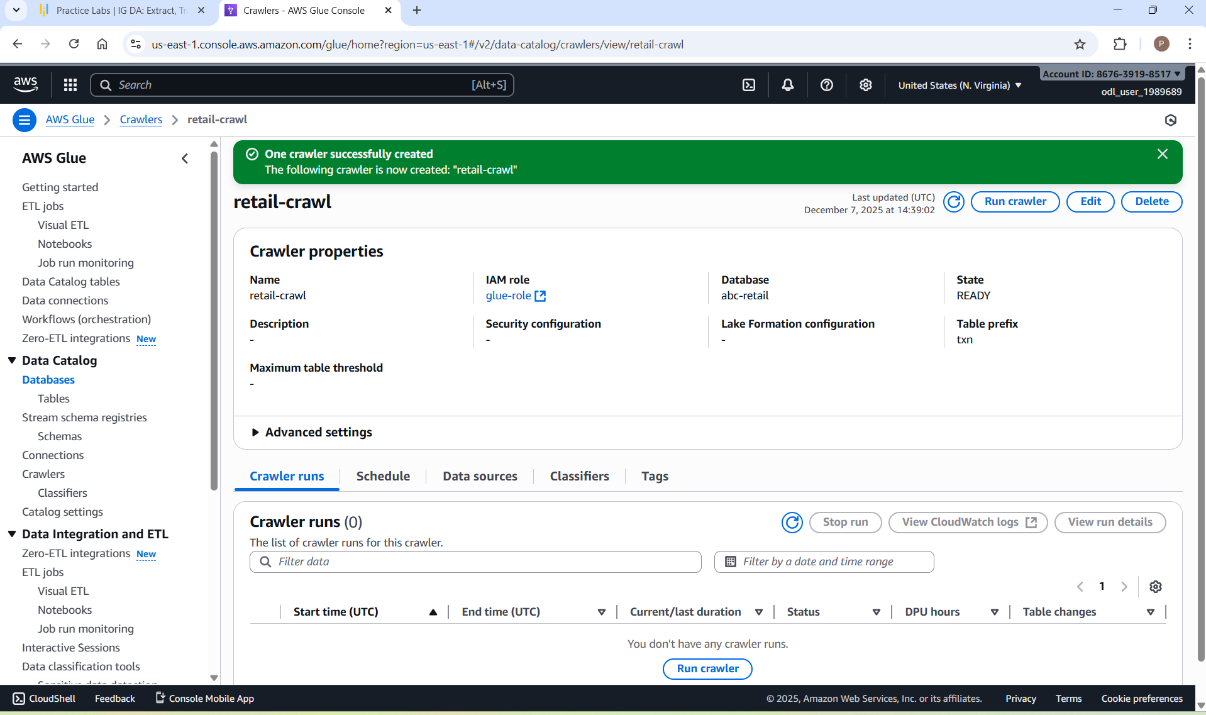 Practice Labs | IG DA: Extract, Tr
Crawlers - AWS Glue Console
us-east-1.console.aws.amazon.com/glue/home?region=us-east-1#/v2/data-catalog/crawlers/view/retail-crawl
P
aws
Search
[Alt+S]
United States (N. Virginia)
Account ID: 8676-3919-8517
odl_user_1989689
AWS Glue
Crawlers
retail-crawl
AWS Glue
Getting started
ETL jobs
Visual ETL
Notebooks
Job run monitoring
Data Catalog tables
Data connections
Workflows (orchestration)
Zero-ETL integrations New
Data Catalog
Databases
Tables
Stream schema registries
Schemas
Connections
Crawlers
Classifiers
Catalog settings
Data Integration and ETL
Zero-ETL integrations New
ETL jobs
Visual ETL
Notebooks
Job run monitoring
Interactive Sessions
Data classification tools
Sensitive data detection
One crawler successfully created
The following crawler is now created: "retail-crawl"
retail-crawl
Last updated (UTC)
December 7, 2025 at 14:39:02
Run crawler
Edit
Delete
Crawler properties
Name
retail-crawl
IAM role
glue-role
Database
abc-retail
State
READY
Description
-
Security configuration
-
Lake Formation configuration
-
Table prefix
txn
Maximum table threshold
-
Advanced settings
Crawler runs
Schedule
Data sources
Classifiers
Tags
Crawler runs (0)
The list of crawler runs for this crawler.
Stop run
View CloudWatch logs
View run details
Filter data
Filter by a date and time range
1
Start time (UTC)
End time (UTC)
Current/last duration
Status
DPU hours
Table changes
You don't have any crawler runs.
Run crawler
CloudShell
Feedback
Console Mobile App
© 2025, Amazon Web Services, Inc. or its affiliates.
Privacy
Terms
Cookie preferences